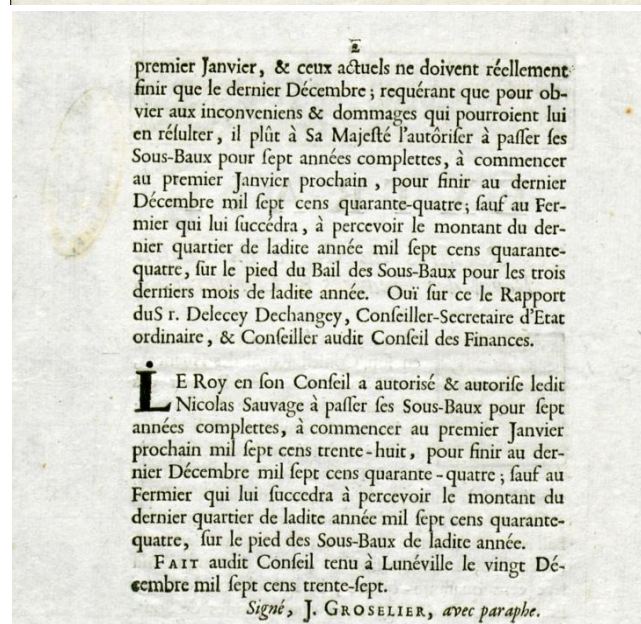 2
premier Janvier, & ceux actuels ne doivent réellement
finir que le dernier Décembre; requérant que pour ob-
vier aux inconveniens & dommages qui pourroient lui
en réſulter, il plût à Sa Majeſté l'autôriſer à paſſer ſes
Sous-Baux pour ſept années complettes, à commencer
au premier Janvier prochain, pour finir au dernier
Décembre mil ſept cens quarante-quatre; ſauf au Fer-
mier qui lui ſuccédra, à percevoir le montant du der-
nier quartier de ladite année mil ſept cens quarante-
quatre, ſur le pied du Bail des Sous-Baux pour les trois
derniers mois de ladite année. Ouï ſur ce le Rapport
duS r. Delecey Dechangey, Conſeiller-Secretaire d'Etat
ordinaire, & Conſeiller audit Conſeil des Finances.
LE Roy en ſon Conſeil a autoriſé & autoriſe ledit
Nicolas Sauvage à paſſer ſes Sous-Baux pour ſept
années complettes, à commencer au premier Janvier
prochain mil ſept cens trente-huit, pour finir au der-
nier Décembre mil ſept cens quarante-quatre; ſauf au
Fermier qui lui ſuccedra à percevoir le montant du
dernier quartier de ladite année mil ſept cens quarante-
quatre, ſur le pied des Sous-Baux de ladite année.
FAIT audit Conſeil tenu à Lunéville le vingt Dé-
cembre mil ſept cens trente-ſept.
Signé, J. GROSELIER, avec paraphe.